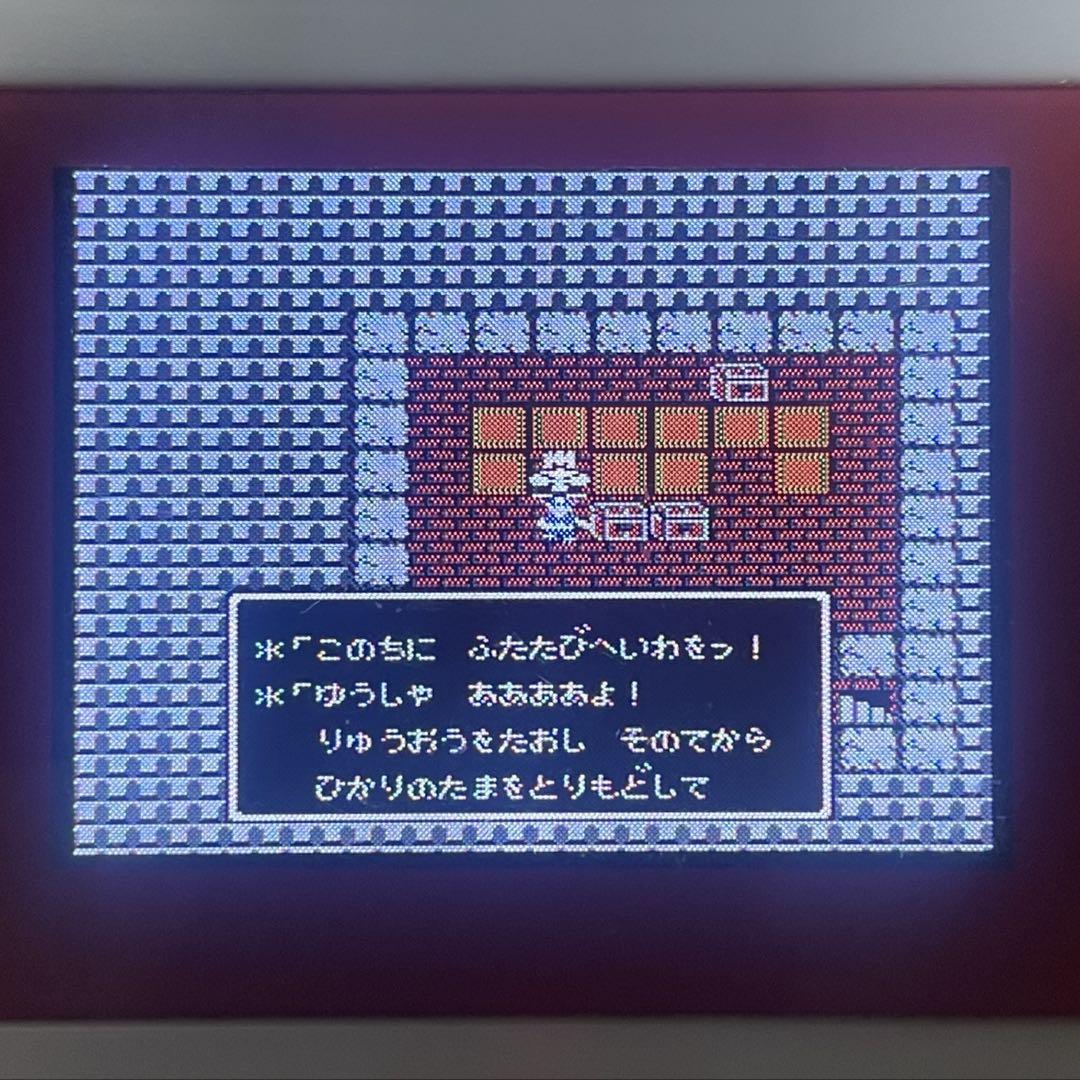 *「このちに ふたたびへいわをっ!
*「ゆうしゃ ああああよ!
りゅうおうをたおし そのてから
ひかりのたまをとりもどして